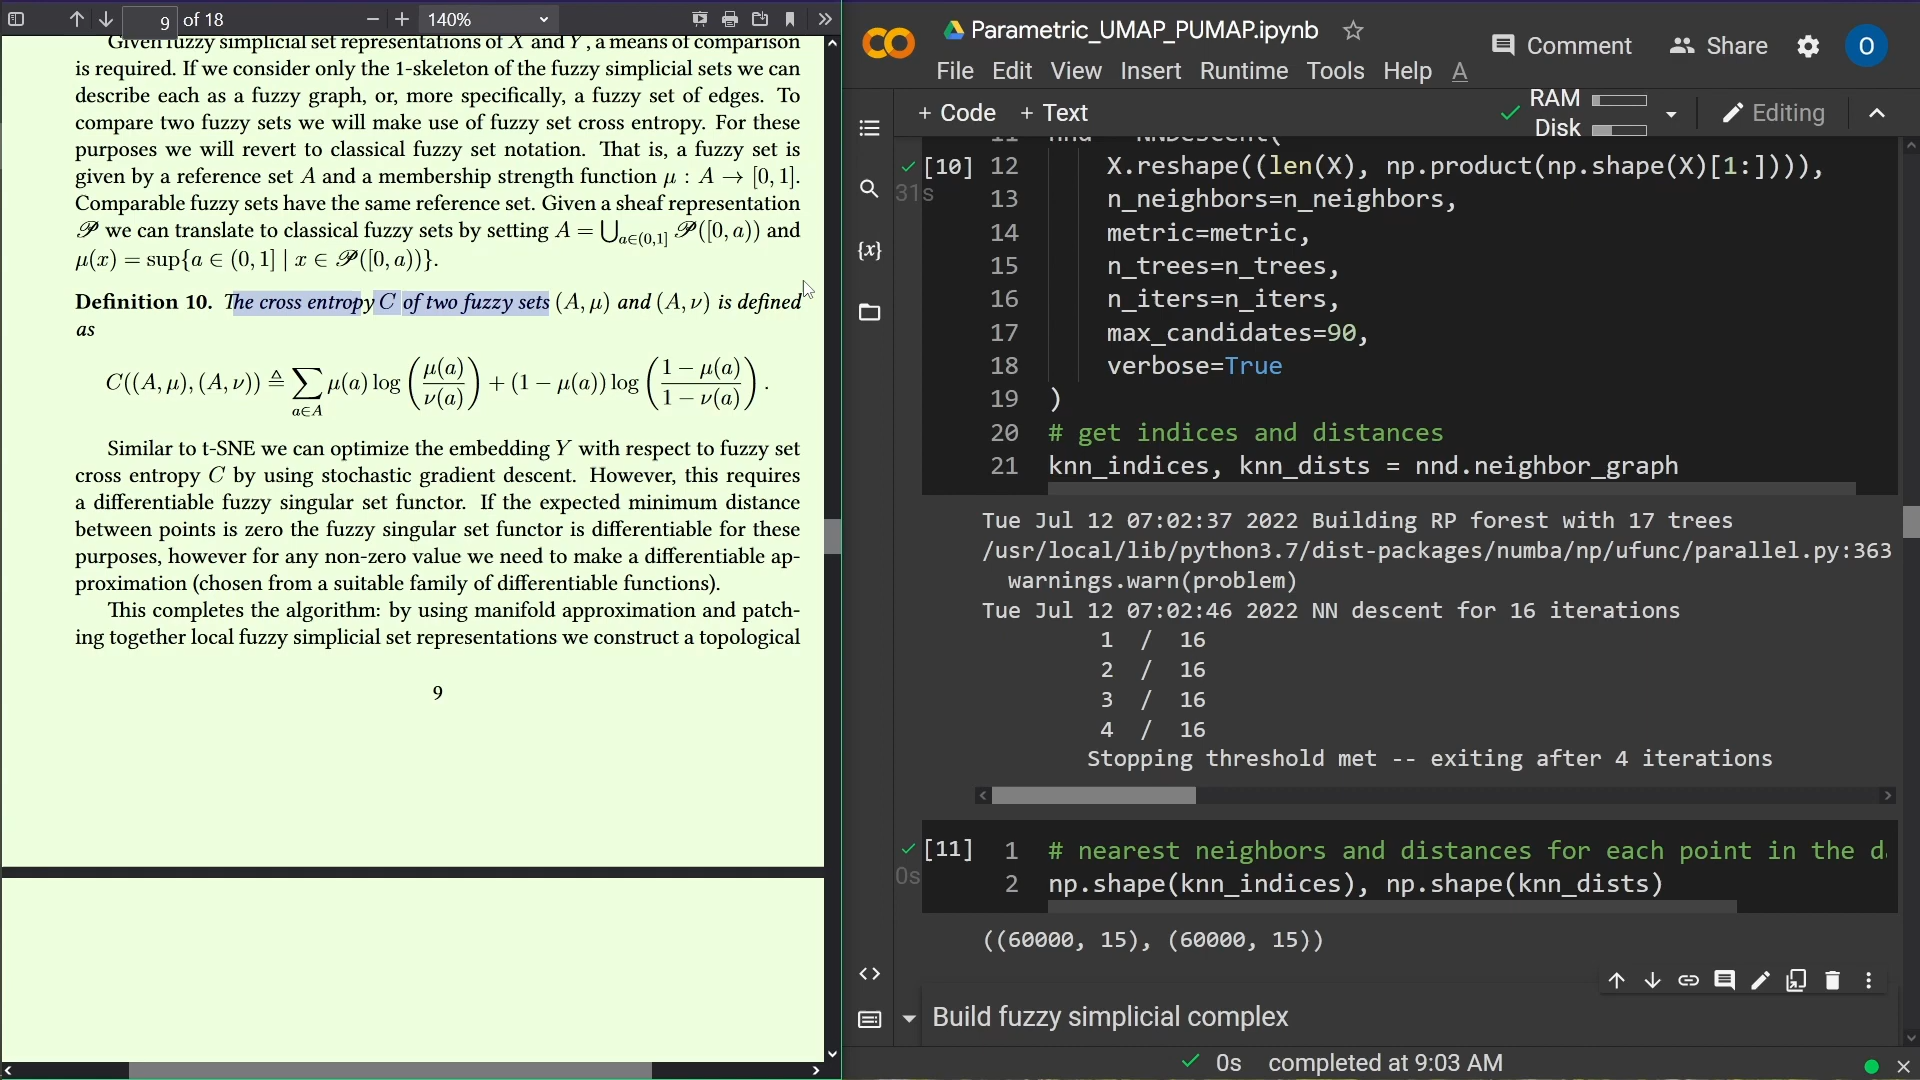 9 of 18
140%
Given fuzzy simplicial set representations of X and Y, a means of comparison
is required. If we consider only the 1-skeleton of the fuzzy simplicial sets we can
describe each as a fuzzy graph, or, more specifically, a fuzzy set of edges. To
compare two fuzzy sets we will make use of fuzzy set cross entropy. For these
purposes we will revert to classical fuzzy set notation. That is, a fuzzy set is
given by a reference set A and a membership strength function μ : A → [0, 1].
Comparable fuzzy sets have the same reference set. Given a sheaf representation
𝒫 we can translate to classical fuzzy sets by setting A = ⋃a∈(0,1] 𝒫([0, a)) and
μ(x) = sup{a ∈ (0, 1] | x ∈ 𝒫([0, a))}.
Definition 10. The cross entropy C of two fuzzy sets (A, μ) and (A, ν) is defined
as
C((A, μ), (A, ν)) ≜ ∑a∈A μ(a) log (μ(a)/ν(a)) + (1 − μ(a)) log ((1 − μ(a))/(1 − ν(a))).
Similar to t-SNE we can optimize the embedding Y with respect to fuzzy set
cross entropy C by using stochastic gradient descent. However, this requires
a differentiable fuzzy singular set functor. If the expected minimum distance
between points is zero the fuzzy singular set functor is differentiable for these
purposes, however for any non-zero value we need to make a differentiable ap-
proximation (chosen from a suitable family of differentiable functions).
This completes the algorithm: by using manifold approximation and patch-
ing together local fuzzy simplicial set representations we construct a topological
9
Parametric_UMAP_PUMAP.ipynb
Comment Share O
File Edit View Insert Runtime Tools Help A
+ Code + Text
RAM
Disk
Editing
11 nnd = NNDescent(
[10] 12 X.reshape((len(X), np.product(np.shape(X)[1:]))),
31s
13 n_neighbors=n_neighbors,
14 metric=metric,
15 n_trees=n_trees,
16 n_iters=n_iters,
17 max_candidates=90,
18 verbose=True
19 )
20 # get indices and distances
21 knn_indices, knn_dists = nnd.neighbor_graph
Tue Jul 12 07:02:37 2022 Building RP forest with 17 trees
/usr/local/lib/python3.7/dist-packages/numba/np/ufunc/parallel.py:363
warnings.warn(problem)
Tue Jul 12 07:02:46 2022 NN descent for 16 iterations
1 / 16
2 / 16
3 / 16
4 / 16
Stopping threshold met -- exiting after 4 iterations
[11] 1 # nearest neighbors and distances for each point in the
0s
2 np.shape(knn_indices), np.shape(knn_dists)
((60000, 15), (60000, 15))
Build fuzzy simplicial complex
0s completed at 9:03 AM